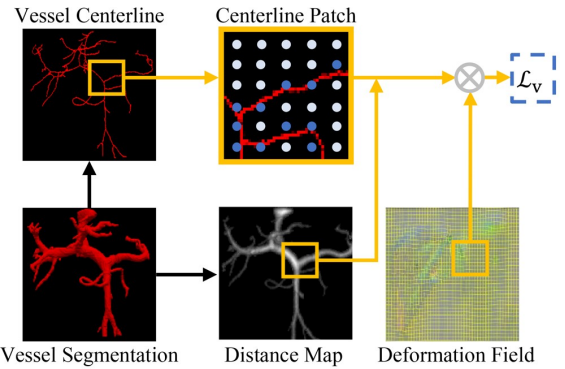 Vessel Centerline
Centerline Patch
ℒᵥ
Vessel Segmentation
Distance Map
Deformation Field